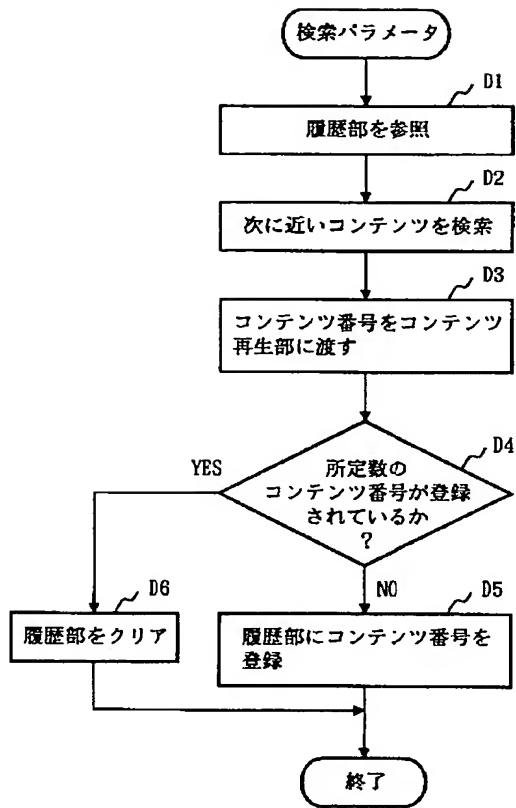 検索パラメータ
D1
履歴部を参照
D2
次に近いコンテンツを検索
D3
コンテンツ番号をコンテンツ
再生部に渡す
D4
YES
所定数の
コンテンツ番号が登録
されているか
?
NO
D6
D5
履歴部をクリア
履歴部にコンテンツ番号を
登録
終了